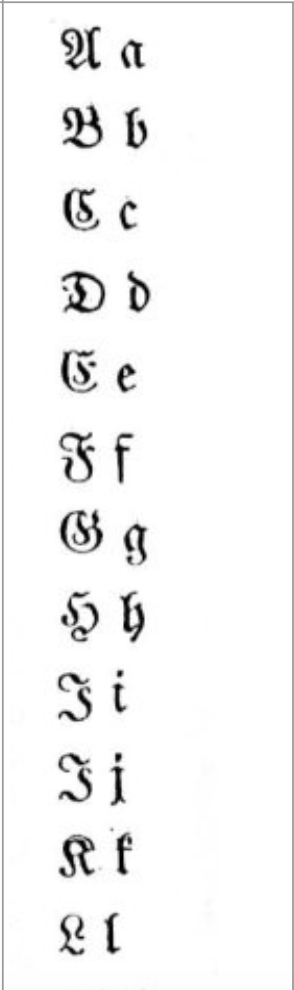 A a
B b
C c
D d
E e
F f
G g
H h
I i
J j
K k
L l